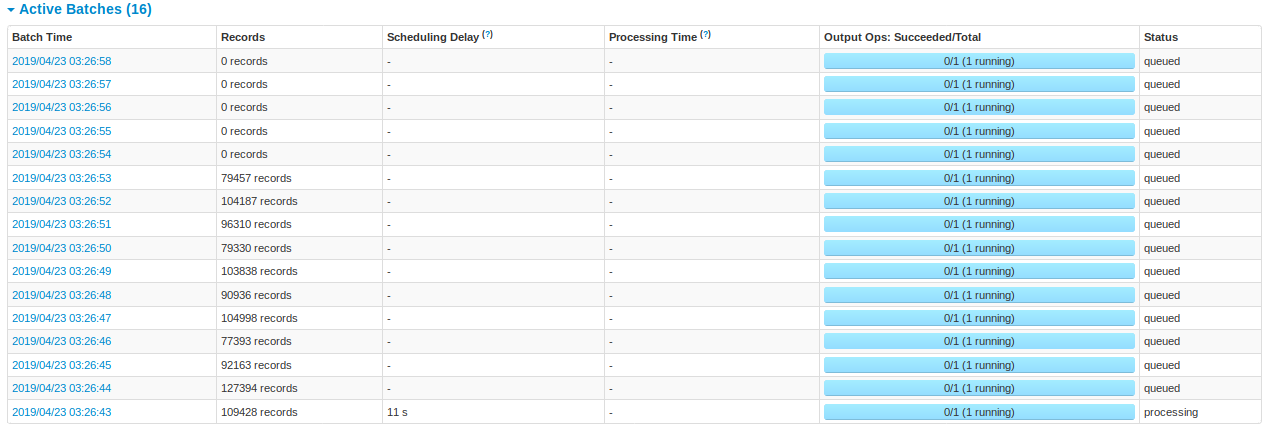 Active Batches (16)
Batch Time Records Scheduling Delay (?) Processing Time (?) Output Ops: Succeeded/Total Status
2019/04/23 03:26:58 0 records - - 0/1 (1 running) queued
2019/04/23 03:26:57 0 records - - 0/1 (1 running) queued
2019/04/23 03:26:56 0 records - - 0/1 (1 running) queued
2019/04/23 03:26:55 0 records - - 0/1 (1 running) queued
2019/04/23 03:26:54 0 records - - 0/1 (1 running) queued
2019/04/23 03:26:53 79457 records - - 0/1 (1 running) queued
2019/04/23 03:26:52 104187 records - - 0/1 (1 running) queued
2019/04/23 03:26:51 96310 records - - 0/1 (1 running) queued
2019/04/23 03:26:50 79330 records - - 0/1 (1 running) queued
2019/04/23 03:26:49 103838 records - - 0/1 (1 running) queued
2019/04/23 03:26:48 90936 records - - 0/1 (1 running) queued
2019/04/23 03:26:47 104998 records - - 0/1 (1 running) queued
2019/04/23 03:26:46 77393 records - - 0/1 (1 running) queued
2019/04/23 03:26:45 92163 records - - 0/1 (1 running) queued
2019/04/23 03:26:44 127394 records - - 0/1 (1 running) queued
2019/04/23 03:26:43 109428 records 11 s - 0/1 (1 running) processing